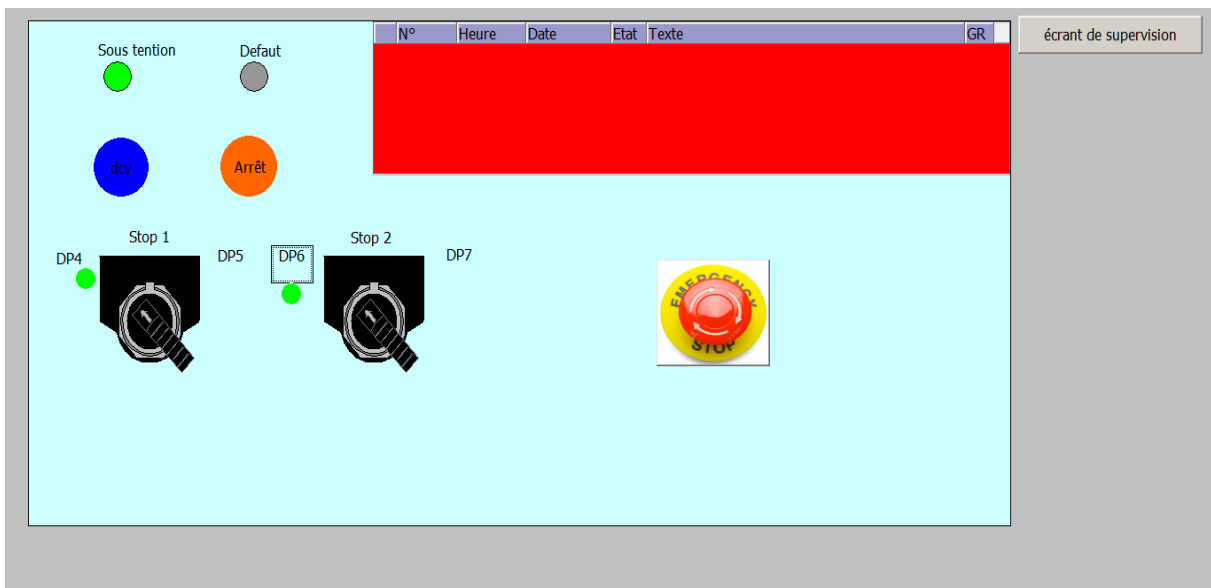 N° Heure Date Etat Texte GR
écrant de supervision
Sous tention Defaut
dcy Arrêt
Stop 1 Stop 2
DP4 DP5 DP6 DP7
EMERGENCY
STOP